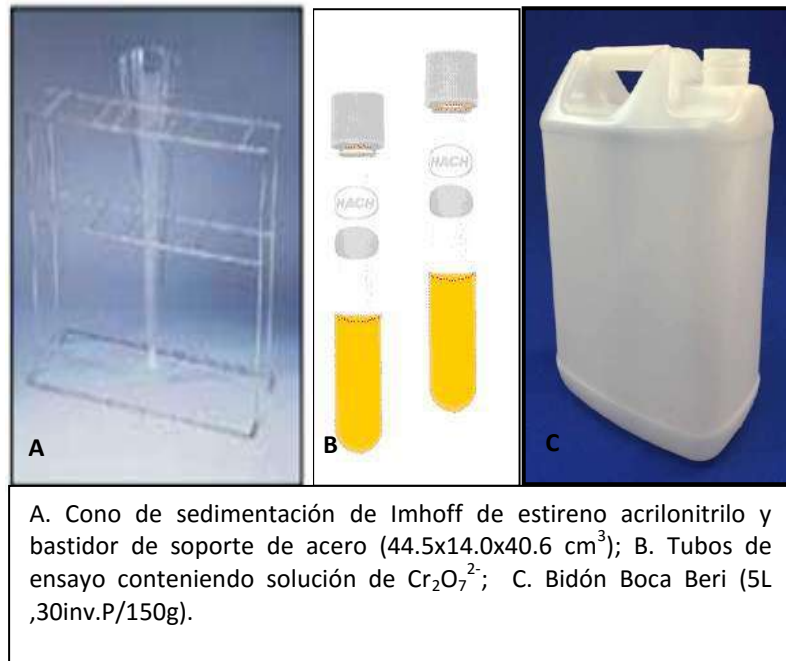 HACH
HACH
A
B
C
A. Cono de sedimentación de Imhoff de estireno acrilonitrilo y
bastidor de soporte de acero (44.5x14.0x40.6 cm³); B. Tubos de
ensayo conteniendo solución de Cr₂O₇²⁻; C. Bidón Boca Beri (5L
,30inv.P/150g).